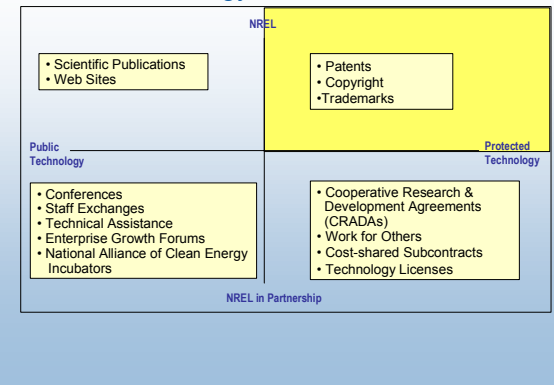 NREL
• Scientific Publications
• Web Sites
• Patents
• Copyright
•Trademarks
Public
Technology
Protected
Technology
• Conferences
• Staff Exchanges
• Technical Assistance
• Enterprise Growth Forums
• National Alliance of Clean Energy
Incubators
• Cooperative Research &
Development Agreements
(CRADAs)
• Work for Others
• Cost-shared Subcontracts
• Technology Licenses
NREL in Partnership